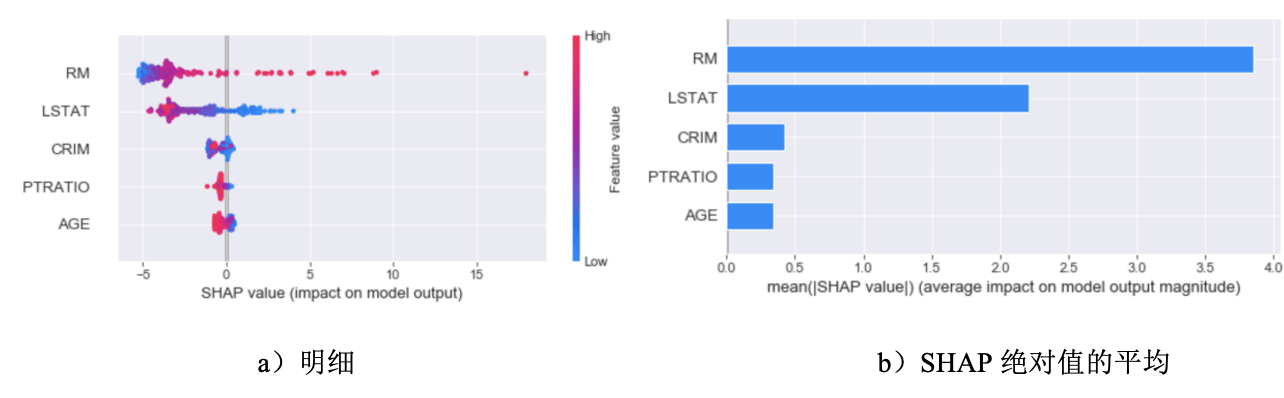 High
RM
LSTAT
CRIM
PTRATIO
AGE
Feature value
Low
−5
0
5
10
15
SHAP value (impact on model output)
a）明细
RM
LSTAT
CRIM
PTRATIO
AGE
0.0
0.5
1.0
1.5
2.0
2.5
3.0
3.5
4.0
mean(|SHAP value|) (average impact on model output magnitude)
b）SHAP 绝对值的平均